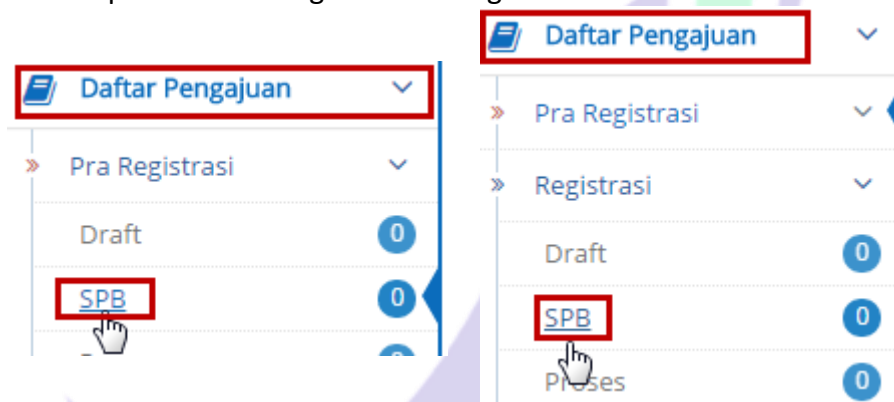 Daftar Pengajuan
Pra Registrasi
Draft
0
SPB
0
Daftar Pengajuan
Pra Registrasi
Registrasi
Draft
0
SPB
0
Proses
0